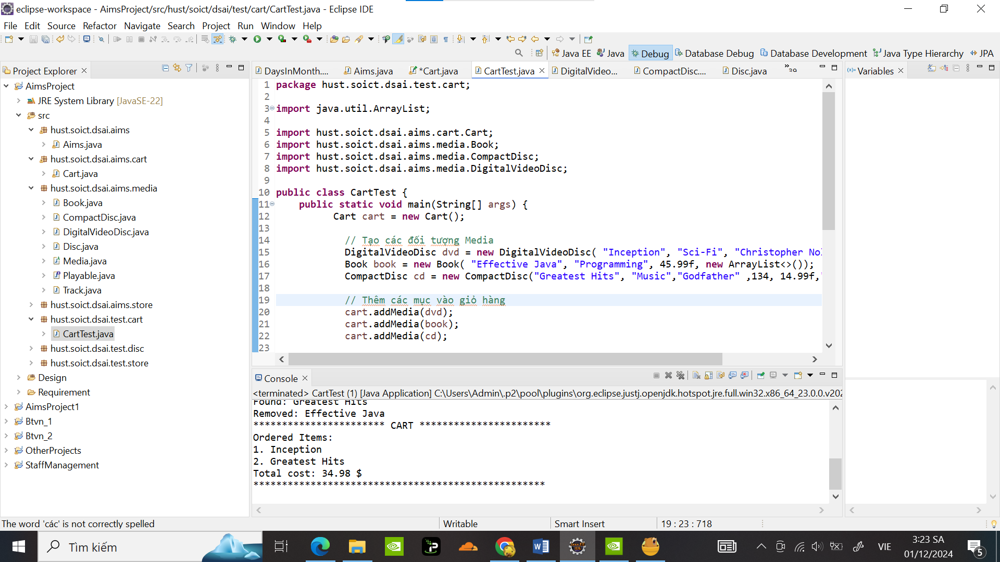 eclipse-workspace - AimsProject/src/hust/soict/dsai/test/cart/CartTest.java - Eclipse IDE
File Edit Source Refactor Navigate Search Project Run Window Help
Java EE Java Debug Database Debug Database Development Java Type Hierarchy JPA
Project Explorer
AimsProject
JRE System Library [JavaSE-22]
src
hust.soict.dsai.aims
Aims.java
hust.soict.dsai.aims.cart
Cart.java
hust.soict.dsai.aims.media
Book.java
CompactDisc.java
DigitalVideoDisc.java
Disc.java
Media.java
Playable.java
Track.java
hust.soict.dsai.aims.store
hust.soict.dsai.test.cart
CartTest.java
hust.soict.dsai.test.disc
hust.soict.dsai.test.store
Design
Requirement
AimsProject1
Btvn_1
Btvn_2
OtherProjects
StaffManagement
DaysInMonth.... Aims.java *Cart.java CartTest.java DigitalVideo... CompactDisc.... Disc.java »39
1 package hust.soict.dsai.test.cart;
2
3 import java.util.ArrayList;
4
5 import hust.soict.dsai.aims.cart.Cart;
6 import hust.soict.dsai.aims.media.Book;
7 import hust.soict.dsai.aims.media.CompactDisc;
8 import hust.soict.dsai.aims.media.DigitalVideoDisc;
9
10 public class CartTest {
11 public static void main(String[] args) {
12 Cart cart = new Cart();
13
14 // Tạo các đối tượng Media
15 DigitalVideoDisc dvd = new DigitalVideoDisc( "Inception", "Sci-Fi", "Christopher No
16 Book book = new Book( "Effective Java", "Programming", 45.99f, new ArrayList<>());
17 CompactDisc cd = new CompactDisc("Greatest Hits", "Music","Godfather" ,134, 14.99f,"
18
19 // Thêm các mục vào giỏ hàng
20 cart.addMedia(dvd);
21 cart.addMedia(book);
22 cart.addMedia(cd);
23
Variables
Console
<terminated> CartTest (1) [Java Application] C:\Users\Admin\.p2\pool\plugins\org.eclipse.justj.openjdk.hotspot.jre.full.win32.x86_64_23.0.0.v202
Found: Greatest Hits
Removed: Effective Java
*********************** CART ***********************
Ordered Items:
1. Inception
2. Greatest Hits
Total cost: 34.98 $
***************************************************
The word 'các' is not correctly spelled
Writable
Smart Insert
19 : 23 : 718
Tìm kiếm
VIE
3:23 SA
01/12/2024
5